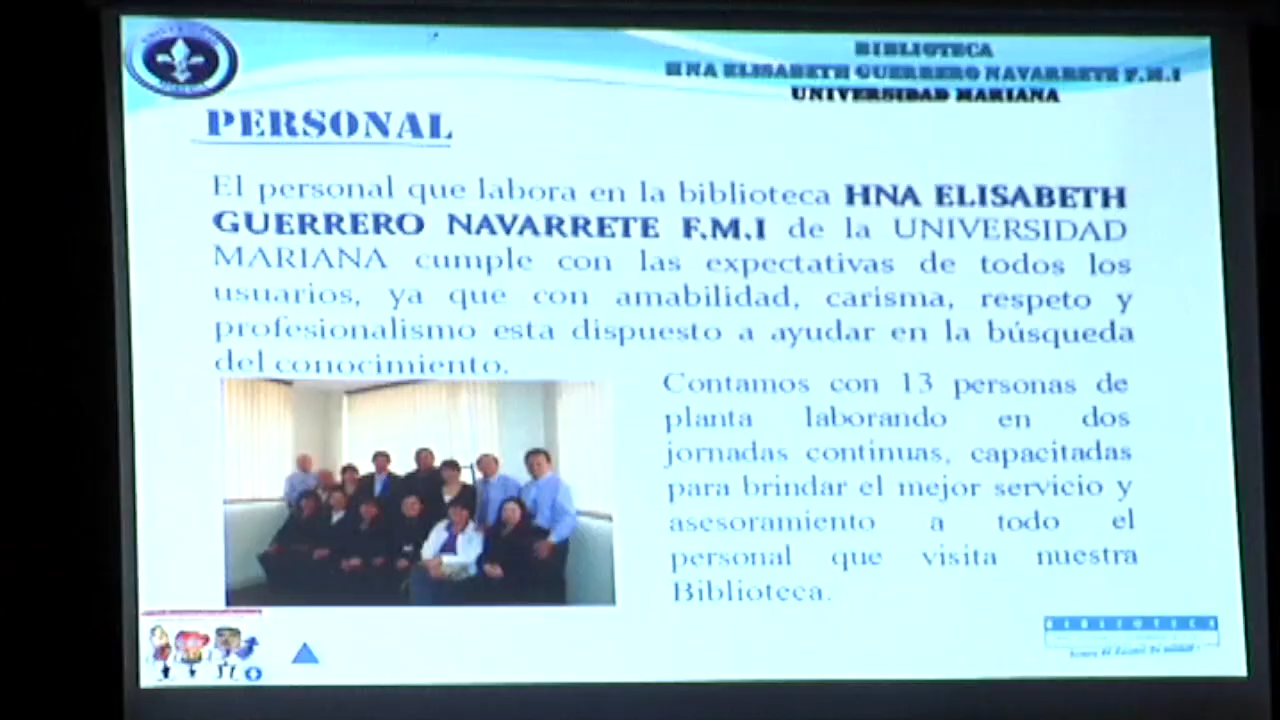 BIBLIOTECA
HNA ELISABETH GUERRERO NAVARRETE F.M.I
UNIVERSIDAD MARIANA
PERSONAL
El personal que labora en la biblioteca HNA ELISABETH
GUERRERO NAVARRETE F.M.I de la UNIVERSIDAD
MARIANA cumple con las expectativas de todos los
usuarios, ya que con amabilidad, carisma, respeto y
profesionalismo esta dispuesto a ayudar en la búsqueda
del conocimiento.
Contamos con 13 personas de
planta laborando en dos
jornadas continuas, capacitadas
para brindar el mejor servicio y
asesoramiento a todo el
personal que visita nuestra
Biblioteca.
BIBLIOTECA